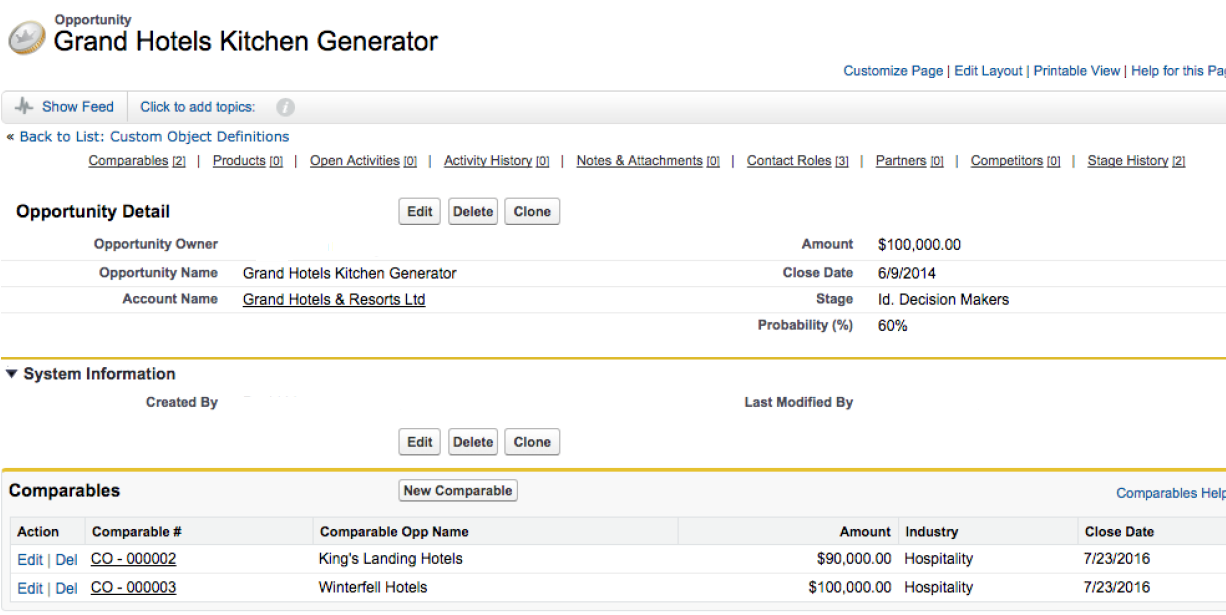 Opportunity
Grand Hotels Kitchen Generator
Customize Page | Edit Layout | Printable View | Help for this Pag
Show Feed Click to add topics: i
« Back to List: Custom Object Definitions
Comparables [2] | Products [0] | Open Activities [0] | Activity History [0] | Notes & Attachments [0] | Contact Roles [3] | Partners [0] | Competitors [0] | Stage History [2]
Opportunity Detail Edit Delete Clone
Opportunity Owner Amount $100,000.00
Opportunity Name Grand Hotels Kitchen Generator Close Date 6/9/2014
Account Name Grand Hotels & Resorts Ltd Stage Id. Decision Makers
Probability (%) 60%
System Information
Created By Last Modified By
Edit Delete Clone
Comparables New Comparable Comparables Help
Action Comparable # Comparable Opp Name Amount Industry Close Date
Edit | Del CO - 000002 King's Landing Hotels $90,000.00 Hospitality 7/23/2016
Edit | Del CO - 000003 Winterfell Hotels $100,000.00 Hospitality 7/23/2016